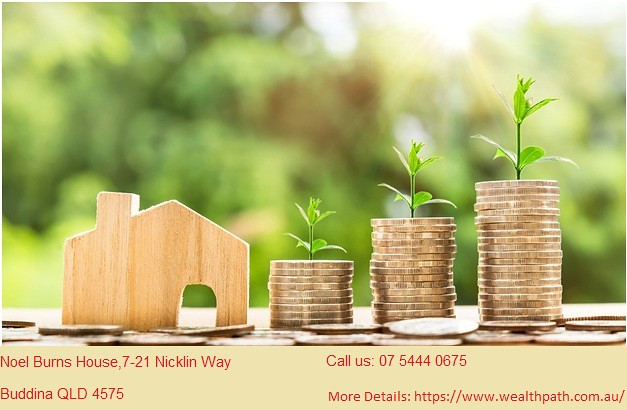 Noel Burns House,7-21 Nicklin Way
Call us: 07 5444 0675
Buddina QLD 4575
More Details: https://www.wealthpath.com.au/